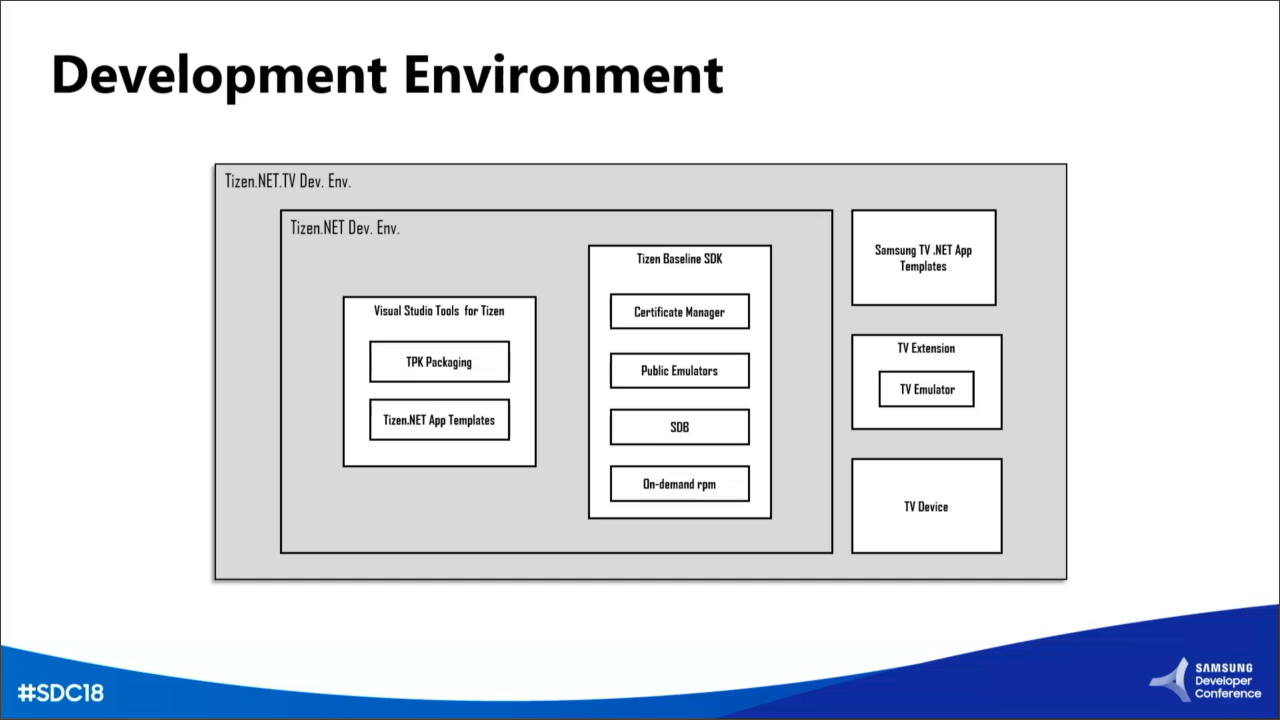 Development Environment
Tizen.NET.TV Dev. Env.
Tizen.NET Dev. Env.
Visual Studio Tools for Tizen
TPK Packaging
Tizen.NET App Templates
Tizen Baseline SDK
Certificate Manager
Public Emulators
SDB
On-demand rpm
Samsung TV .NET App
Templates
TV Extension
TV Emulator
TV Device
#SDC18
SAMSUNG
Developer
Conference